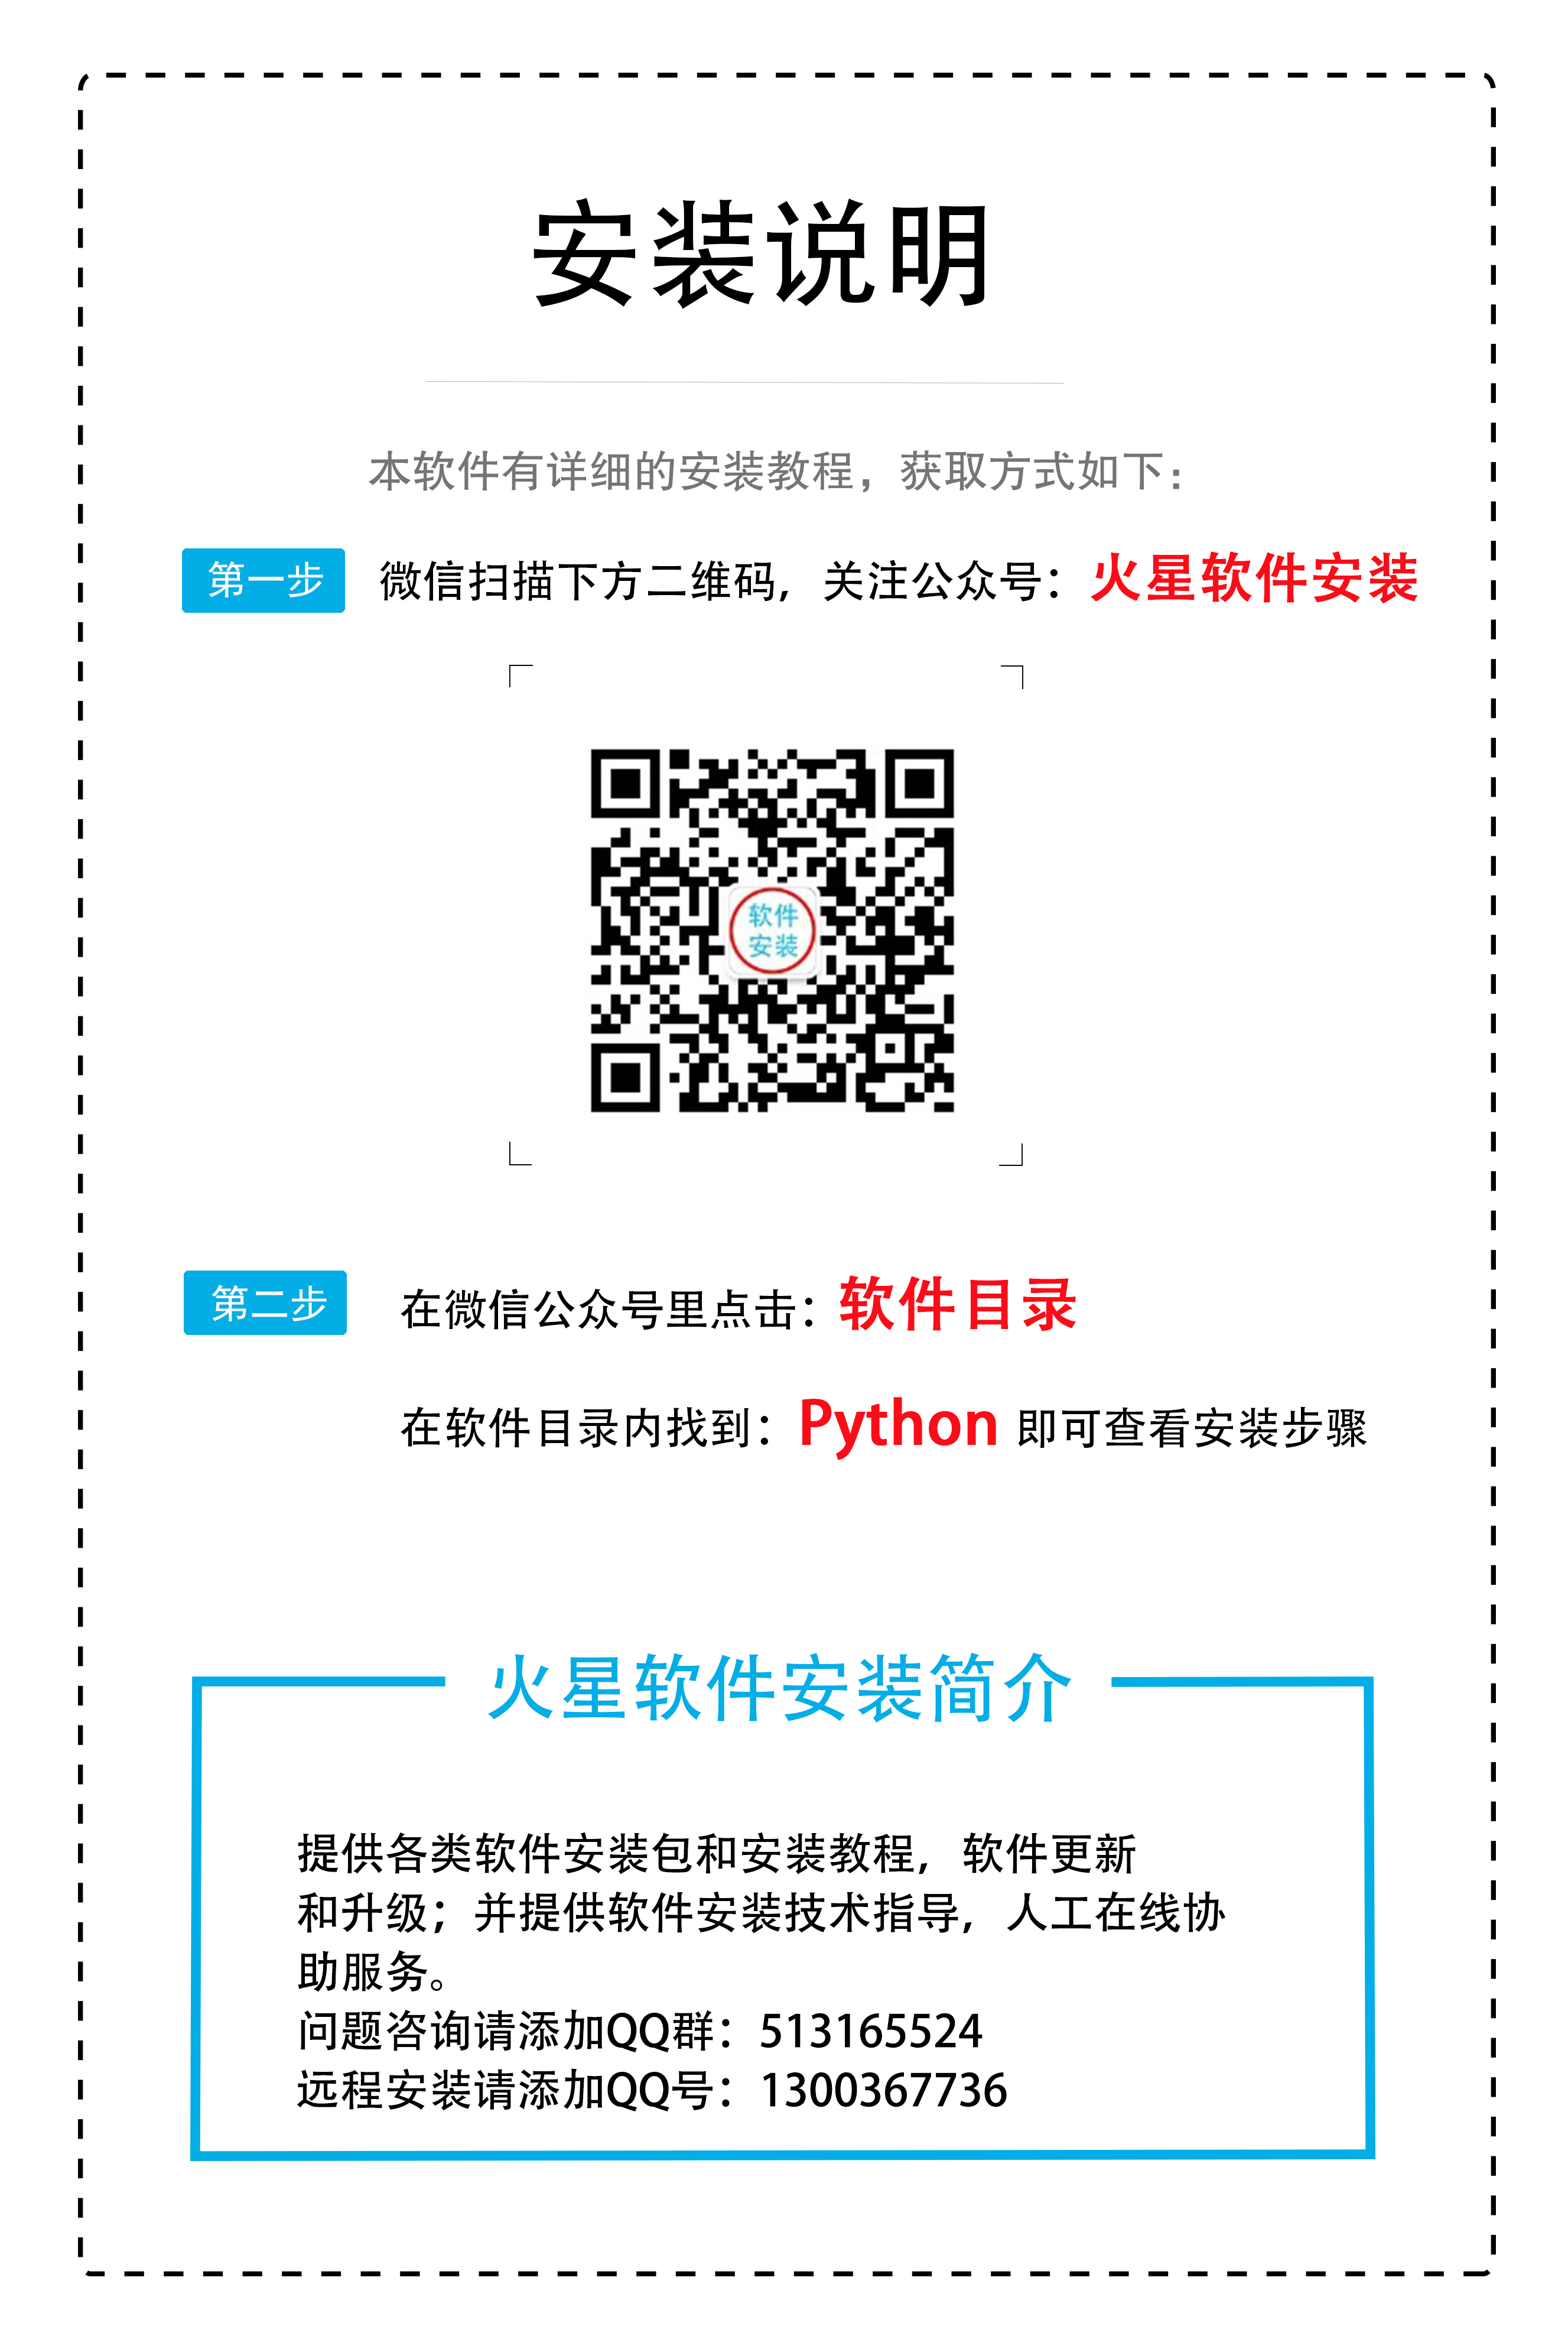 安装说明
本软件有详细的安装教程，获取方式如下：
第一步 微信扫描下方二维码，关注公众号：火星软件安装
软件
安装
第二步 在微信公众号里点击：软件目录
在软件目录内找到：Python 即可查看安装步骤
火星软件安装简介
提供各类软件安装包和安装教程，软件更新
和升级；并提供软件安装技术指导，人工在线协
助服务。
问题咨询请添加QQ群：513165524
远程安装请添加QQ号：1300367736